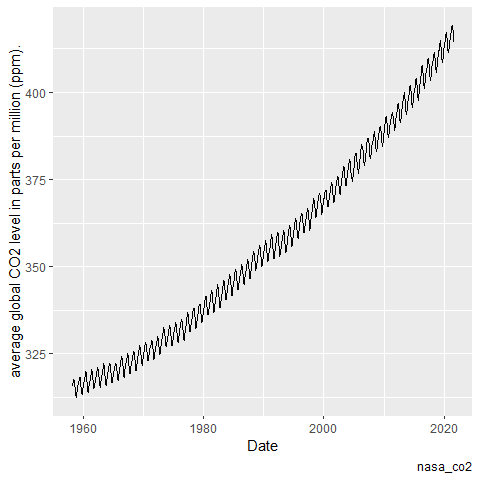 average global CO2 level in parts per million (ppm).
400
375
350
325
1960
1980
2000
2020
Date
nasa_co2